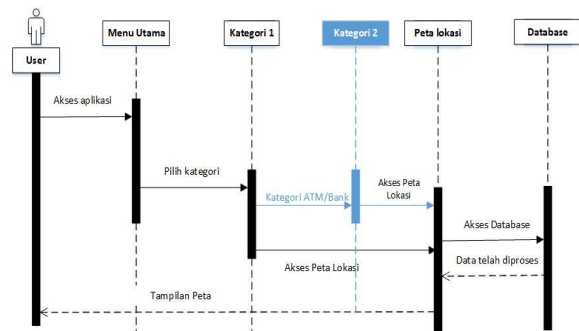 User
Menu Utama
Kategori 1
Kategori 2
Peta lokasi
Database
Akses aplikasi
Pilih kategori
Kategori ATM/Bank
Akses Peta
Lokasi
Akses Database
Akses Peta Lokasi
Data telah diproses
Tampilan Peta